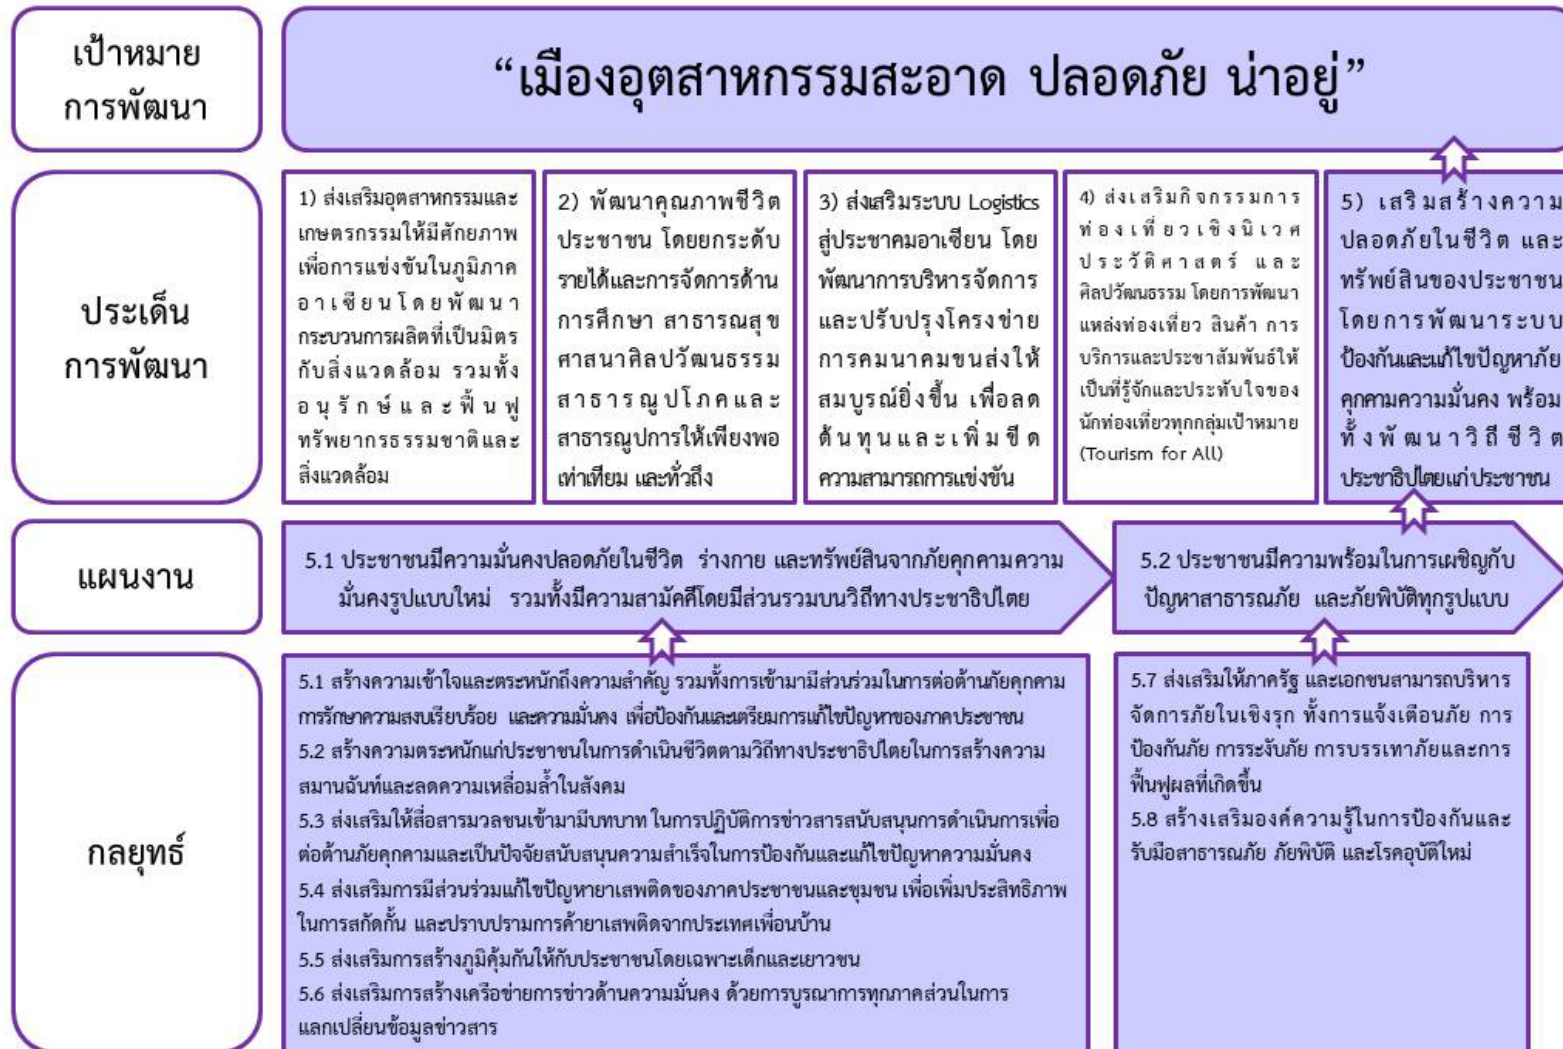 เป้าหมาย
การพัฒนา
“เมืองอุตสาหกรรมสะอาด ปลอดภัย น่าอยู่”
ประเด็น
การพัฒนา
1) ส่งเสริมอุตสาหกรรมและ
เกษตรกรรมให้มีศักยภาพ
เพื่อการแข่งขันในภูมิภาค
อาเซียนโดยพัฒนา
กระบวนการผลิตที่เป็นมิตร
กับสิ่งแวดล้อม รวมทั้ง
อนุรักษ์และฟื้นฟู
ทรัพยากรธรรมชาติและ
สิ่งแวดล้อม
2) พัฒนาคุณภาพชีวิต
ประชาชน โดยยกระดับ
รายได้และการจัดการด้าน
การศึกษา สาธารณสุข
ศาสนาศิลปวัฒนธรรม
สาธารณูปโภคและ
สาธารณูปการให้เพียงพอ
เท่าเทียม และทั่วถึง
3) ส่งเสริมระบบ Logistics
สู่ประชาคมอาเซียน โดย
พัฒนาการบริหารจัดการ
และปรับปรุงโครงข่าย
การคมนาคมขนส่งให้
สมบูรณ์ยิ่งขึ้น เพื่อลด
ต้นทุนและเพิ่มขีด
ความสามารถการแข่งขัน
4) ส่งเสริมกิจกรรมการ
ท่องเที่ยวเชิงนิเวศ
ประวัติศาสตร์ และ
ศิลปวัฒนธรรม โดยการพัฒนา
แหล่งท่องเที่ยว สินค้า การ
บริการและประชาสัมพันธ์ให้
เป็นที่รู้จักและประทับใจของ
นักท่องเที่ยวทุกกลุ่มเป้าหมาย
(Tourism for All)
5) เสริมสร้างความ
ปลอดภัยในชีวิต และ
ทรัพย์สินของประชาชน
โดยการพัฒนาระบบ
ป้องกันและแก้ไขปัญหาภัย
คุกคามความมั่นคง พร้อม
ทั้งพัฒนาวิถีชีวิต
ประชาธิปไตยแก่ประชาชน
แผนงาน
5.1 ประชาชนมีความมั่นคงปลอดภัยในชีวิต ร่างกาย และทรัพย์สินจากภัยคุกคามความ
มั่นคงรูปแบบใหม่ รวมทั้งมีความสามัคคีโดยมีส่วนรวมบนวิถีทางประชาธิปไตย
5.2 ประชาชนมีความพร้อมในการเผชิญกับ
ปัญหาสาธารณภัย และภัยพิบัติทุกรูปแบบ
กลยุทธ์
5.1 สร้างความเข้าใจและตระหนักถึงความสำคัญ รวมทั้งการเข้ามามีส่วนร่วมในการต่อต้านภัยคุกคาม
การรักษาความสงบเรียบร้อย และความมั่นคง เพื่อป้องกันและเตรียมการแก้ไขปัญหาของภาคประชาชน
5.2 สร้างความตระหนักแก่ประชาชนในการดำเนินชีวิตตามวิถีทางประชาธิปไตยในการสร้างความ
สมานฉันท์และลดความเหลื่อมล้ำในสังคม
5.3 ส่งเสริมให้สื่อสารมวลชนเข้ามามีบทบาท ในการปฏิบัติการข่าวสารสนับสนุนการดำเนินการเพื่อ
ต่อต้านภัยคุกคามและเป็นปัจจัยสนับสนุนความสำเร็จในการป้องกันและแก้ไขปัญหาความมั่นคง
5.4 ส่งเสริมการมีส่วนร่วมแก้ไขปัญหายาเสพติดของภาคประชาชนและชุมชน เพื่อเพิ่มประสิทธิภาพ
ในการสกัดกั้น และปราบปรามการค้ายาเสพติดจากประเทศเพื่อนบ้าน
5.5 ส่งเสริมการสร้างภูมิคุ้มกันให้กับประชาชนโดยเฉพาะเด็กและเยาวชน
5.6 ส่งเสริมการสร้างเครือข่ายการข่าวด้านความมั่นคง ด้วยการบูรณาการทุกภาคส่วนในการ
แลกเปลี่ยนข้อมูลข่าวสาร
5.7 ส่งเสริมให้ภาครัฐ และเอกชนสามารถบริหาร
จัดการภัยในเชิงรุก ทั้งการแจ้งเตือนภัย การ
ป้องกันภัย การระงับภัย การบรรเทาภัยและการ
ฟื้นฟูผลที่เกิดขึ้น
5.8 สร้างเสริมองค์ความรู้ในการป้องกันและ
รับมือสาธารณภัย ภัยพิบัติ และโรคอุบัติใหม่